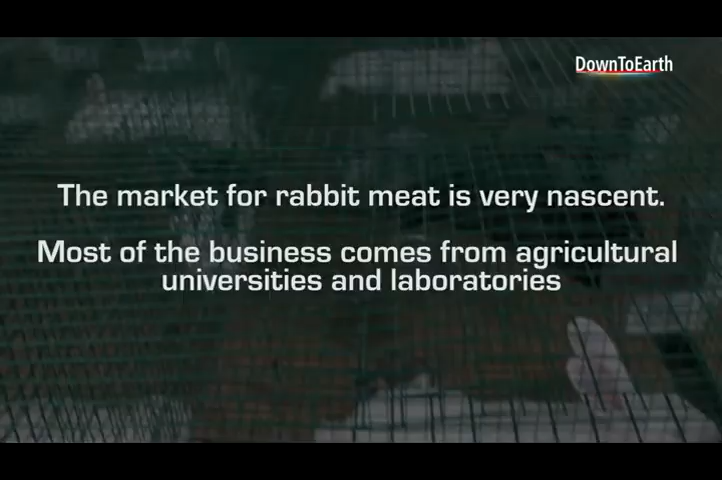 DownToEarth
The market for rabbit meat is very nascent.
Most of the business comes from agricultural
universities and laboratories